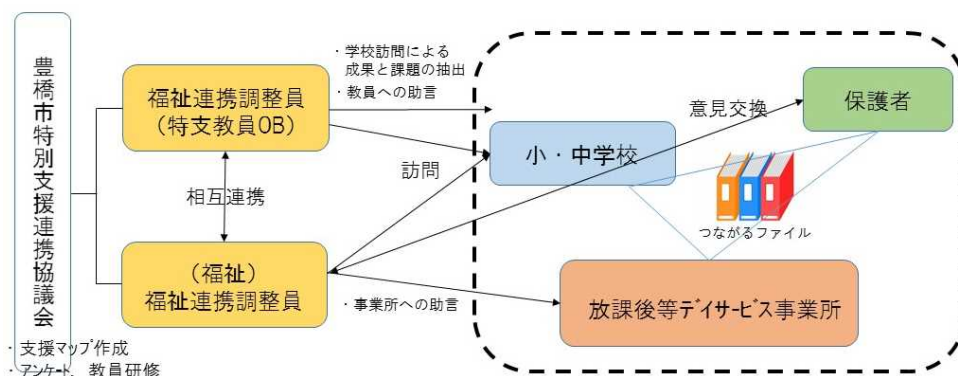 豊橋市特別支援連携協議会
・支援マップ作成
・アンケート、教員研修
福祉連携調整員
(特支教員OB)
相互連携
(福祉)
福祉連携調整員
・学校訪問による
成果と課題の抽出
・教員への助言
訪問
・事業所への助言
小・中学校
意見交換
保護者
つながるファイル
放課後等デイサービス事業所